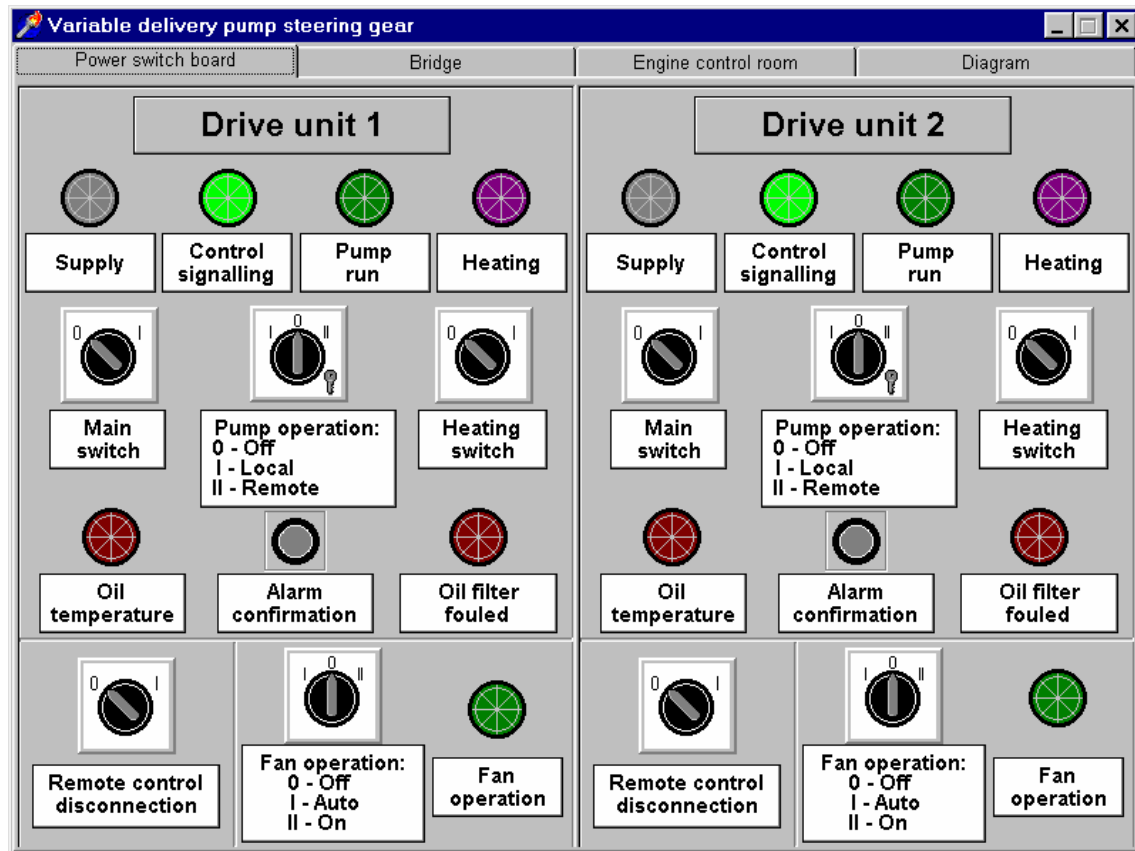 Variable delivery pump steering gear
Power switch board
Bridge
Engine control room
Diagram
Drive unit 1
Supply
Control
signalling
Pump
run
Heating
0 I
I 0 II
0 I
Main
switch
Pump operation:
0 - Off
I - Local
II - Remote
Heating
switch
Oil
temperature
Alarm
confirmation
Oil filter
fouled
0 I
Remote control
disconnection
I 0 II
Fan operation:
0 - Off
I - Auto
II - On
Fan
operation
Drive unit 2
Supply
Control
signalling
Pump
run
Heating
0 I
I 0 II
0 I
Main
switch
Pump operation:
0 - Off
I - Local
II - Remote
Heating
switch
Oil
temperature
Alarm
confirmation
Oil filter
fouled
0 I
Remote control
disconnection
I 0 II
Fan operation:
0 - Off
I - Auto
II - On
Fan
operation